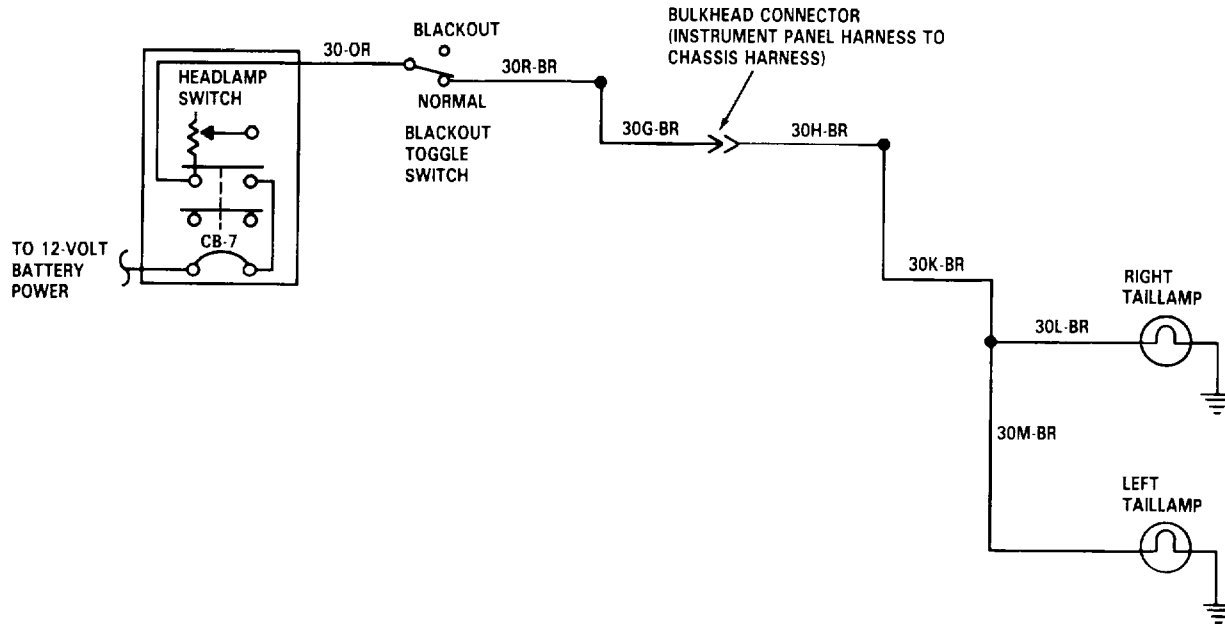 BULKHEAD CONNECTOR
(INSTRUMENT PANEL HARNESS TO
CHASSIS HARNESS)
BLACKOUT
30-OR
30R-BR
HEADLAMP
SWITCH
NORMAL
BLACKOUT
TOGGLE
SWITCH
30G-BR
30H-BR
CB-7
TO 12-VOLT
BATTERY
POWER
30K-BR
RIGHT
TAILLAMP
30L-BR
30M-BR
LEFT
TAILLAMP